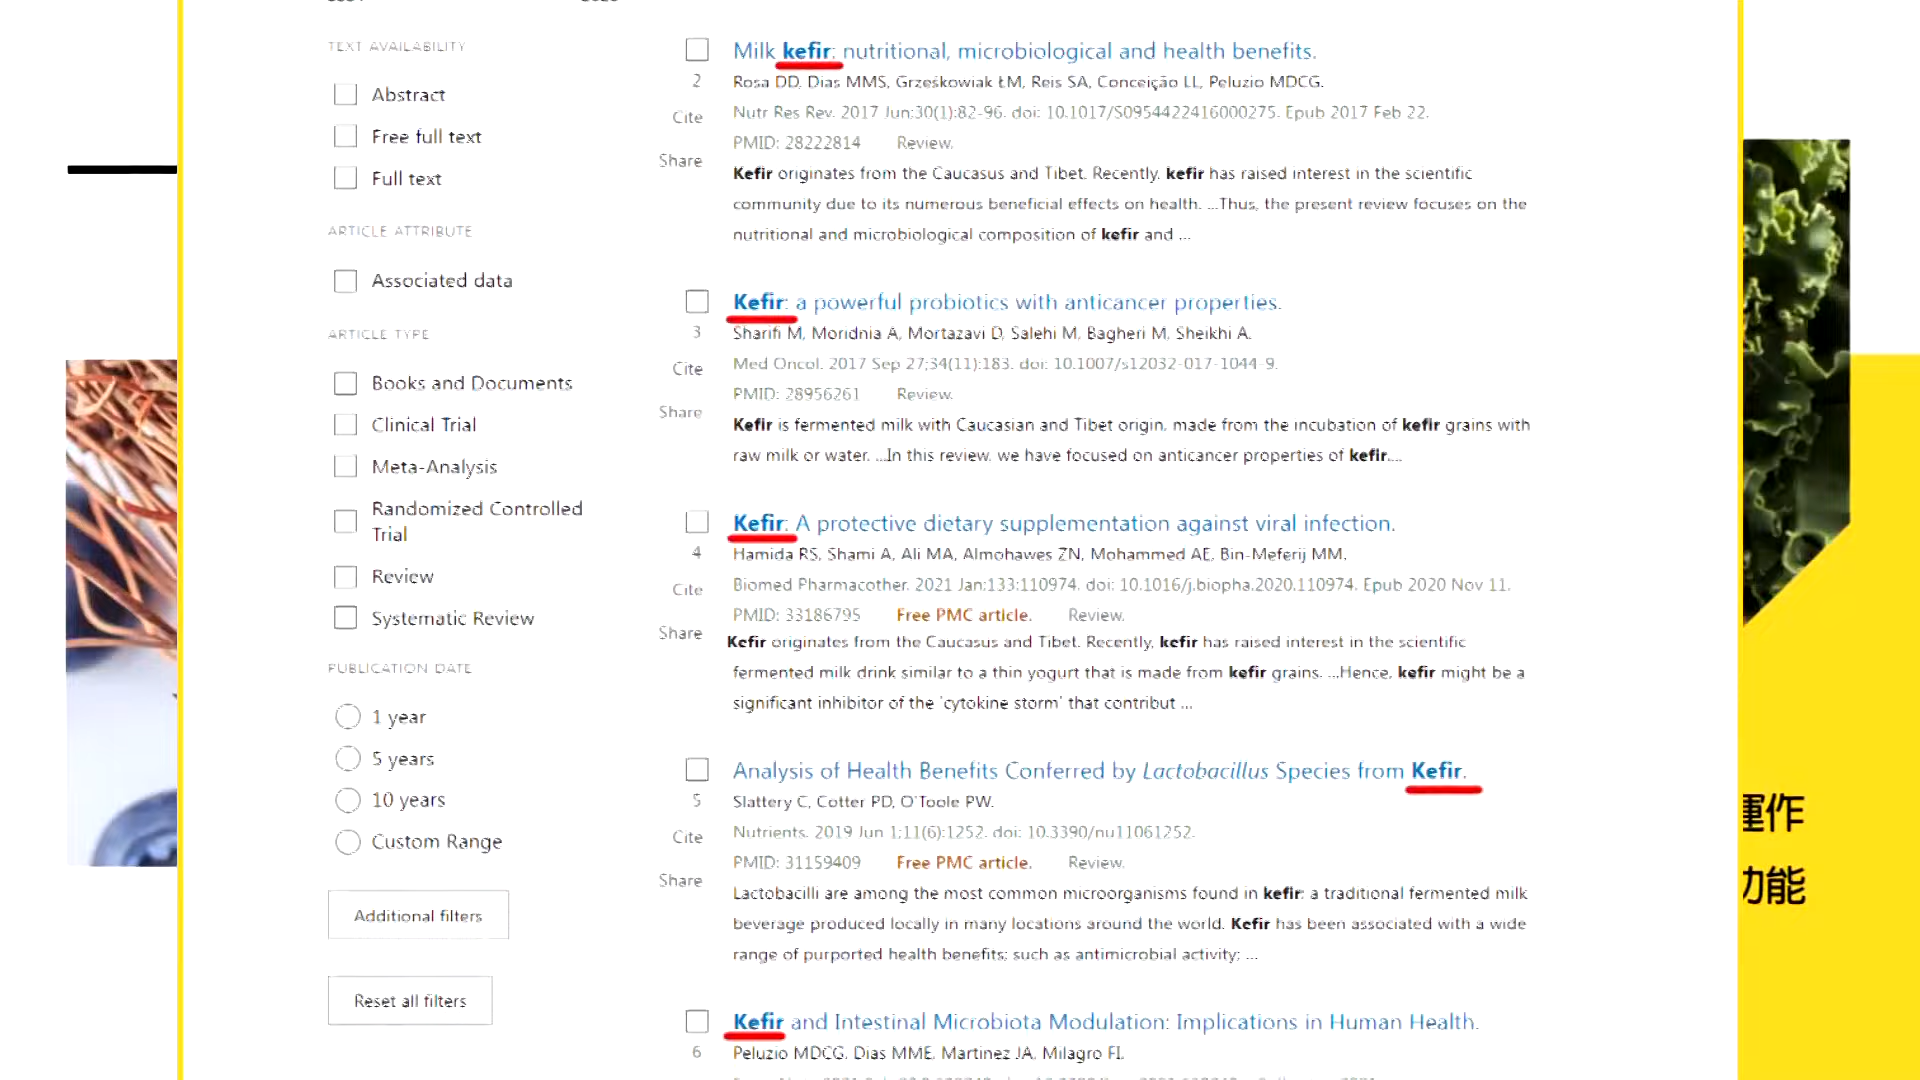 TEXT AVAILABILITY
Abstract
Free full text
Full text
ARTICLE ATTRIBUTE
Associated data
ARTICLE TYPE
Books and Documents
Clinical Trial
Meta-Analysis
Randomized Controlled
Trial
Review
Systematic Review
PUBLICATION DATE
1 year
5 years
10 years
Custom Range
Additional filters
Reset all filters
Milk kefir: nutritional, microbiological and health benefits.
2
Rosa DD, Dias MMS, Grześkowiak ŁM, Reis SA, Conceição LL, Peluzio MDCG.
Cite
Nutr Res Rev. 2017 Jun;30(1):82-96. doi: 10.1017/S0954422416000275. Epub 2017 Feb 22.
PMID: 28222814 Review.
Share
Kefir originates from the Caucasus and Tibet. Recently, kefir has raised interest in the scientific
community due to its numerous beneficial effects on health. ...Thus, the present review focuses on the
nutritional and microbiological composition of kefir and ...
Kefir: a powerful probiotics with anticancer properties.
3
Sharifi M, Moridnia A, Mortazavi D, Salehi M, Bagheri M, Sheikhi A.
Cite
Med Oncol. 2017 Sep 27;34(11):183. doi: 10.1007/s12032-017-1044-9.
PMID: 28956261 Review.
Share
Kefir is fermented milk with Caucasian and Tibet origin, made from the incubation of kefir grains with
raw milk or water. ...In this review, we have focused on anticancer properties of kefir....
Kefir: A protective dietary supplementation against viral infection.
4
Hamida RS, Shami A, Ali MA, Almohawes ZN, Mohammed AE, Bin-Meferij MM.
Cite
Biomed Pharmacother. 2021 Jan;133:110974. doi: 10.1016/j.biopha.2020.110974. Epub 2020 Nov 11.
PMID: 33186795 Free PMC article. Review.
Share
Kefir originates from the Caucasus and Tibet. Recently, kefir has raised interest in the scientific
fermented milk drink similar to a thin yogurt that is made from kefir grains. ...Hence, kefir might be a
significant inhibitor of the 'cytokine storm' that contribut ...
Analysis of Health Benefits Conferred by Lactobacillus Species from Kefir.
5
Slattery C, Cotter PD, O'Toole PW.
Cite
Nutrients. 2019 Jun 1;11(6):1252. doi: 10.3390/nu11061252.
PMID: 31159409 Free PMC article. Review.
Share
Lactobacilli are among the most common microorganisms found in kefir; a traditional fermented milk
beverage produced locally in many locations around the world. Kefir has been associated with a wide
range of purported health benefits; such as antimicrobial activity; ...
Kefir and Intestinal Microbiota Modulation: Implications in Human Health.
6
Peluzio MDCG, Dias MME, Martinez JA, Milagro FI.
運作
功能